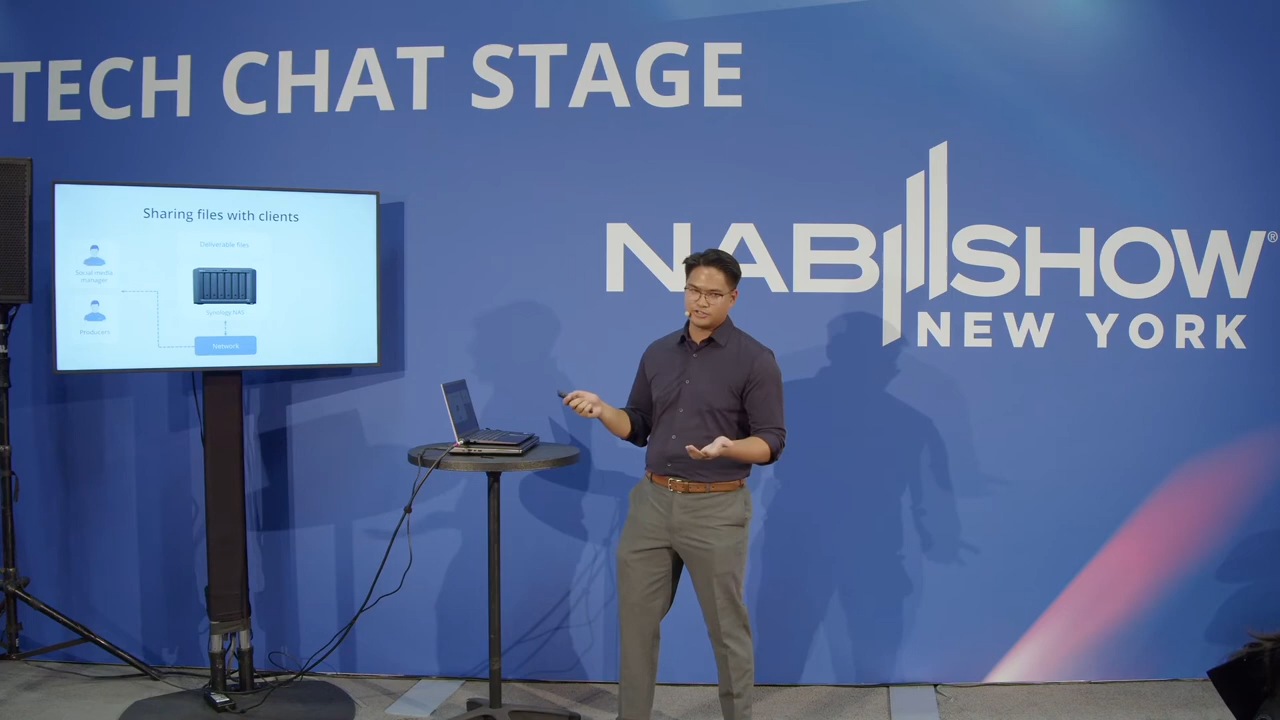 TECH CHAT STAGE
Sharing files with clients
Deliverable files
Social media
manager
Synology NAS
Producers
Network
NAB SHOW®
NEW YORK